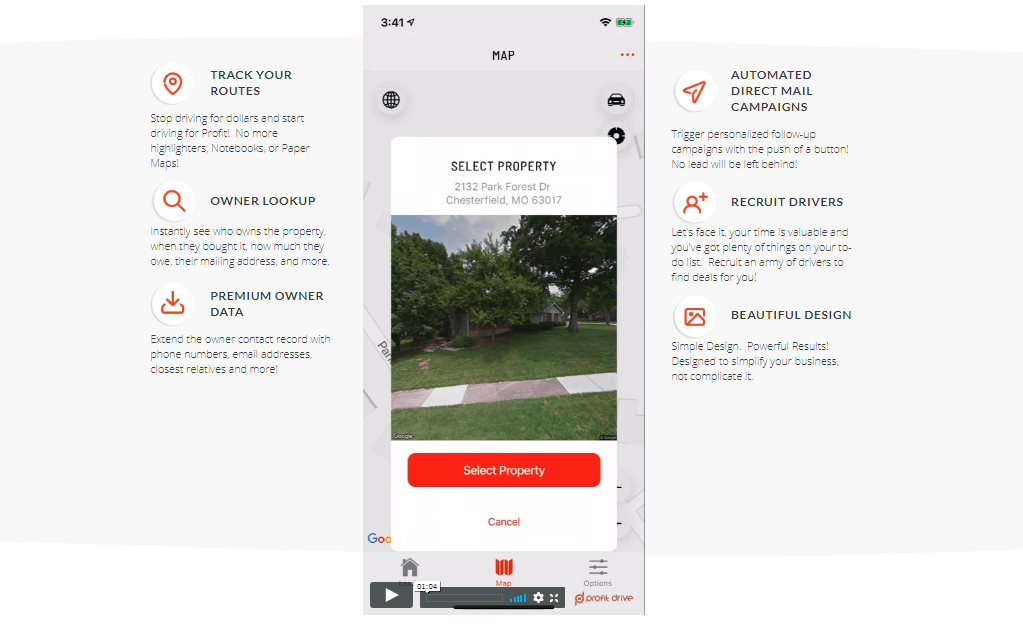 TRACK YOUR
ROUTES
Stop driving for dollars and start
driving for Profit!  No more
highlighters, Notebooks, or Paper
Maps!
OWNER LOOKUP
Instantly see who owns the property,
when they bought it, how much they
owe, their mailing address, and more.
PREMIUM OWNER
DATA
Extend the owner contact record with
phone numbers, email addresses,
closest relatives and more!
3:41
MAP
SELECT PROPERTY
2132 Park Forest Dr
Chesterfield, MO 63017
Google
Select Property
Cancel
Goo
Map
Options
01:04
profit drive
AUTOMATED
DIRECT MAIL
CAMPAIGNS
Trigger personalized follow-up
campaigns with the push of a button!
No lead will be left behind!
RECRUIT DRIVERS
Let's face it, your time is valuable and
you've got plenty of things on your to-
do list.  Recruit an army of drivers to
find deals for you!
BEAUTIFUL DESIGN
Simple Design.  Powerful Results!
Designed to simplify your business,
not complicate it.